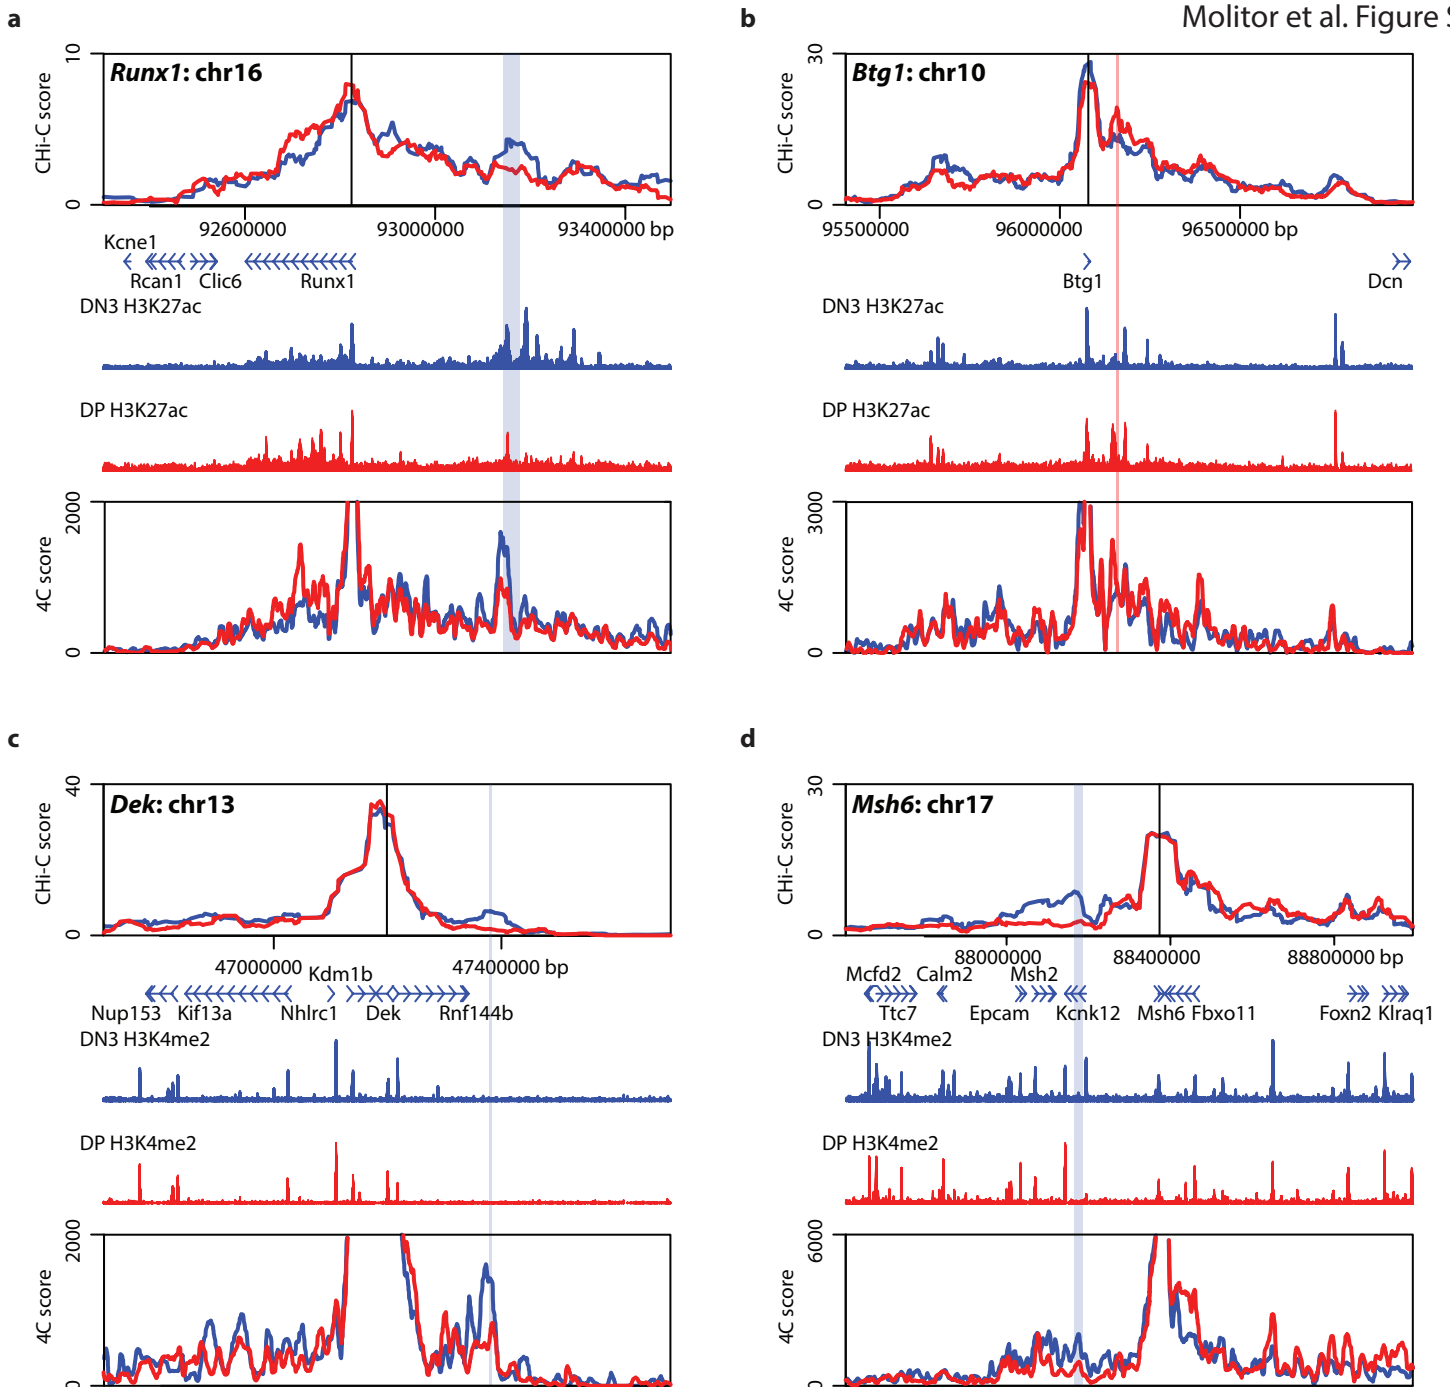 Molitor et al. Figure
a
10
CHi-C score
0
Runx1: chr16
92600000 93000000 93400000 bp
Kcne1
Rcan1 Clic6 Runx1
DN3 H3K27ac
DP H3K27ac
2000
4C score
0
b
30
CHi-C score
0
Btg1: chr10
95500000 96000000 96500000 bp
Btg1 Dcn
DN3 H3K27ac
DP H3K27ac
3000
4C score
0
c
40
CHi-C score
0
Dek: chr13
47000000 47400000 bp
Kdm1b
Nup153 Kif13a Nhlrc1 Dek Rnf144b
DN3 H3K4me2
DP H3K4me2
2000
4C score
0
d
30
CHi-C score
0
Msh6: chr17
88000000 88400000 88800000 bp
Mcfd2 Calm2 Msh2
Ttc7 Epcam Kcnk12 Msh6 Fbxo11 Foxn2 Klraq1
DN3 H3K4me2
DP H3K4me2
6000
4C score
0